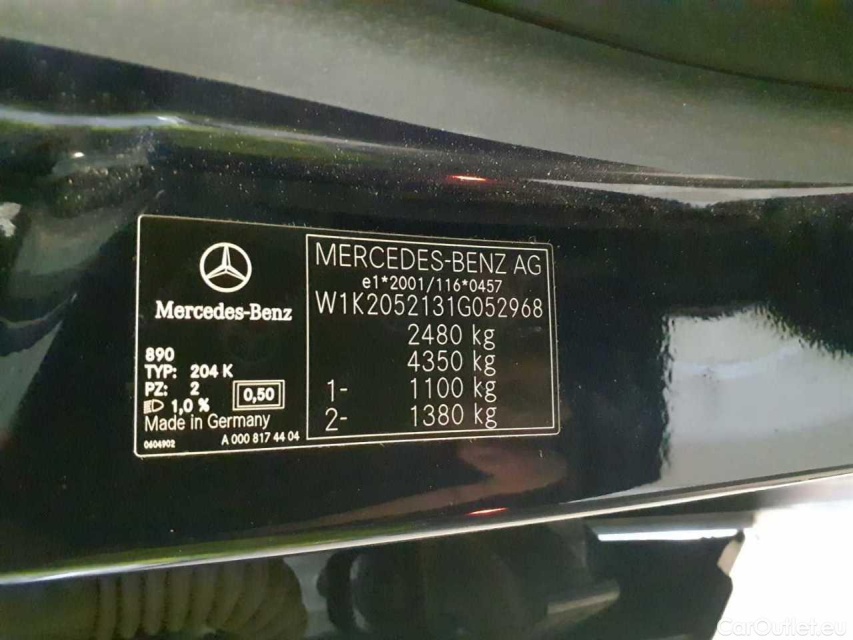 Mercedes-Benz
890
TYP: 204 K
PZ: 2
1,0 %
0,50
Made in Germany
0604902
A 000 817 44 04
MERCEDES-BENZ AG
e1*2001/116*0457
W1K2052131G052968
2480 kg
4350 kg
1- 1100 kg
2- 1380 kg
CarOutlet.eu